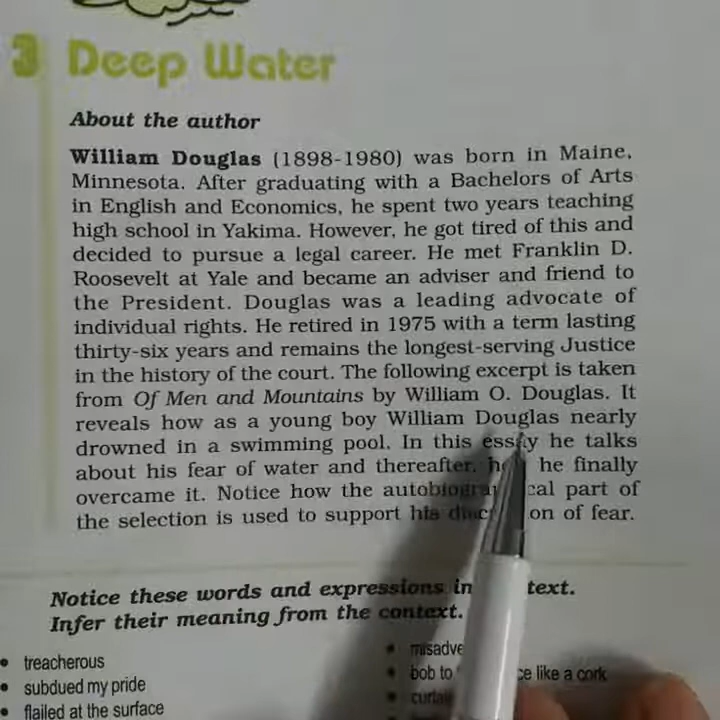 3 Deep Water
About the author
William Douglas (1898-1980) was born in Maine,
Minnesota. After graduating with a Bachelors of Arts
in English and Economics, he spent two years teaching
high school in Yakima. However, he got tired of this and
decided to pursue a legal career. He met Franklin D.
Roosevelt at Yale and became an adviser and friend to
the President. Douglas was a leading advocate of
individual rights. He retired in 1975 with a term lasting
thirty-six years and remains the longest-serving Justice
in the history of the court. The following excerpt is taken
from Of Men and Mountains by William O. Douglas. It
reveals how as a young boy William Douglas nearly
drowned in a swimming pool. In this essay he talks
about his fear of water and thereafter, he finally
overcame it. Notice how the part of
the selection is used to support his of fear.
Notice these words and expressions in text.
Infer their meaning from the context.
treacherous
subdued my pride
flailed at the surface
bob to like a cork